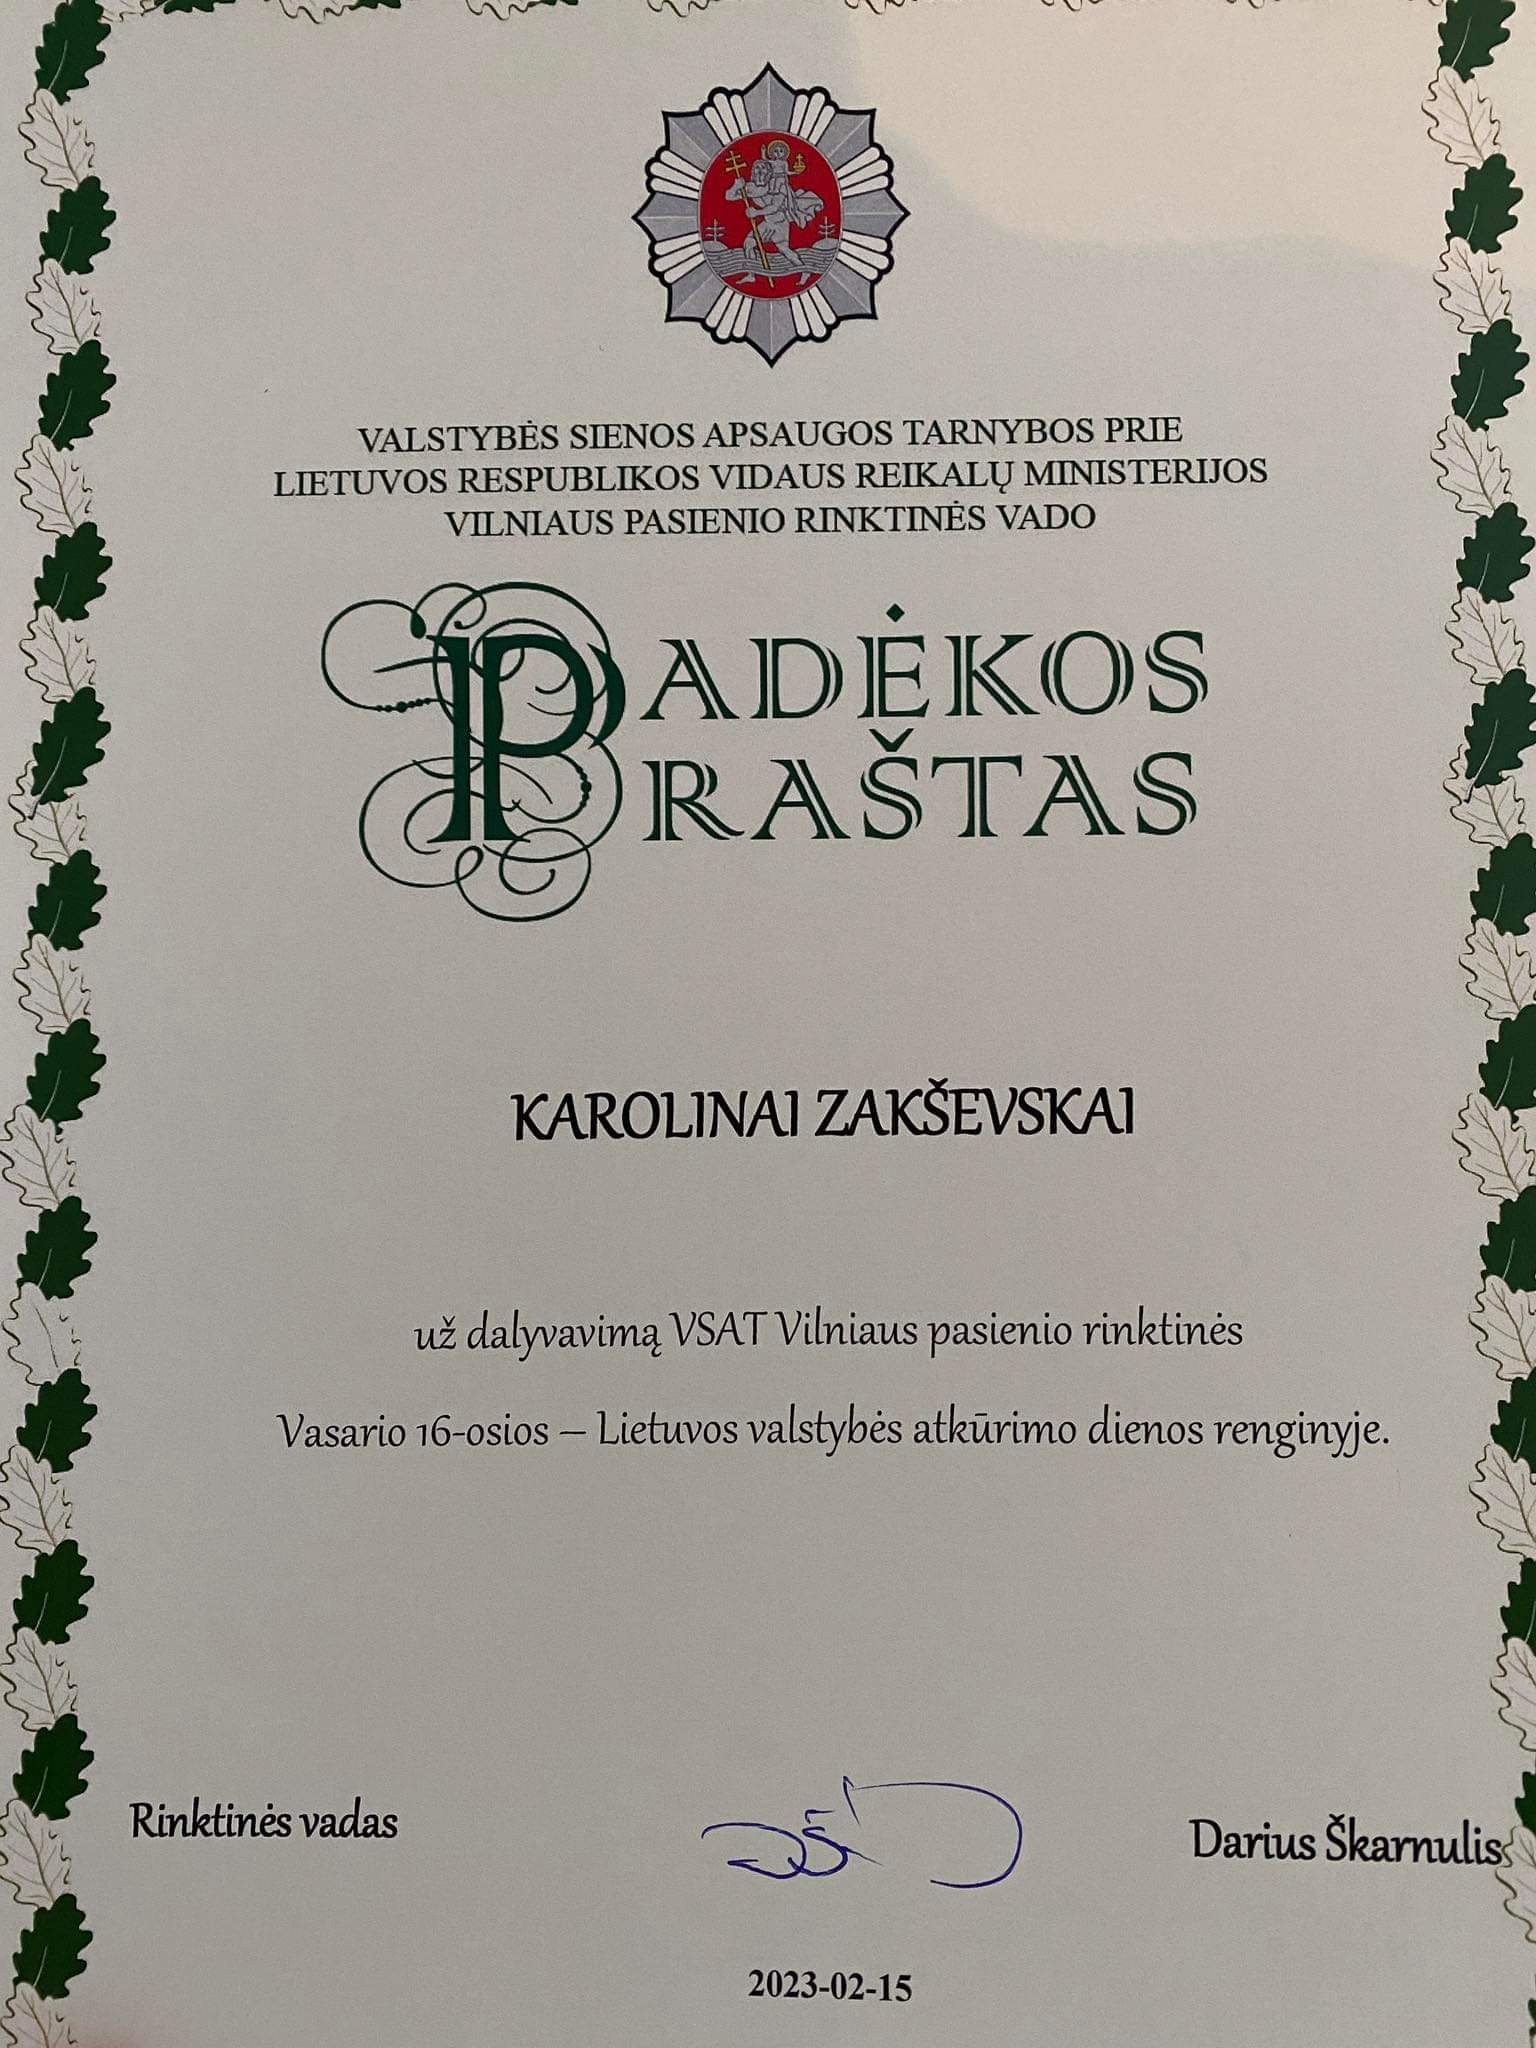 VALSTYBĖS SIENOS APSAUGOS TARNYBOS PRIE
LIETUVOS RESPUBLIKOS VIDAUS REIKALŲ MINISTERIJOS
VILNIAUS PASIENIO RINKTINĖS VADO
PADĖKOS
RAŠTAS
KAROLINAI ZAKŠEVSKAI
už dalyvavimą VSAT Vilniaus pasienio rinktinės
Vasario 16-osios – Lietuvos valstybės atkūrimo dienos renginyje.
Rinktinės vadas
Darius Škarnulis
2023-02-15